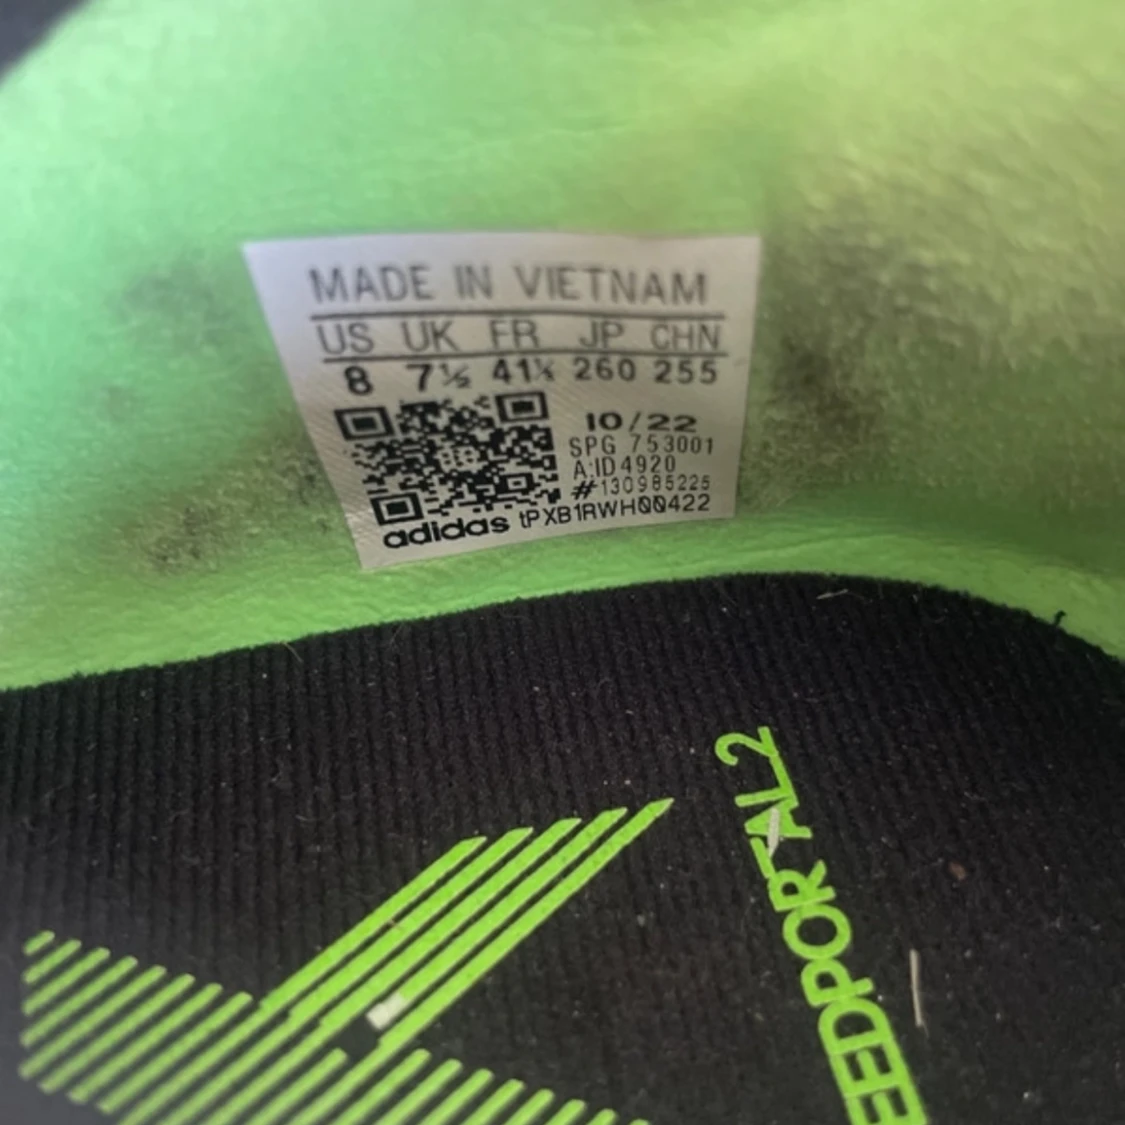 MADE IN VIETNAM
US UK FR JP CHN
8 7½ 41⅓ 260 255
10/22
SPG 753001
A:ID4920
#130985225
adidas tPXB1RWH00422
EEDPORTAL2